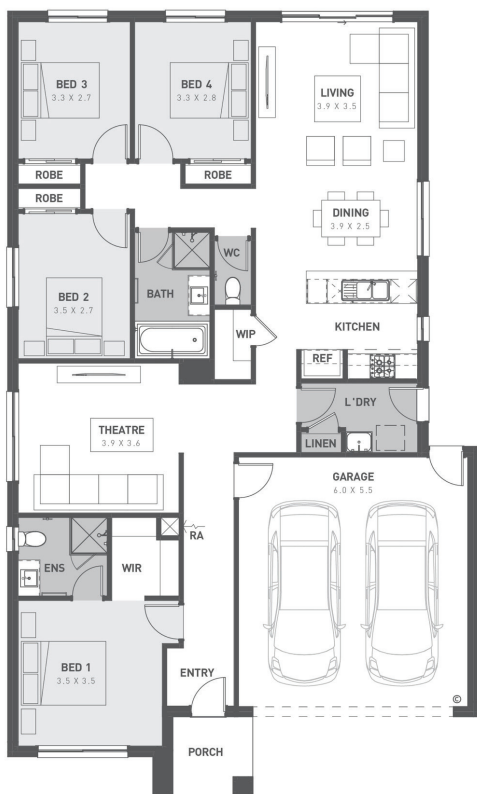 BED 3
3.3 X 2.7
BED 4
3.3 X 2.8
LIVING
3.9 X 3.5
ROBE
ROBE
ROBE
DINING
3.9 X 2.5
WC
BED 2
3.5 X 2.7
BATH
WIP
KITCHEN
REF
L'DRY
LINEN
THEATRE
3.9 X 3.6
GARAGE
6.0 X 5.5
RA
ENS
WIR
BED 1
3.5 X 3.5
ENTRY
©
PORCH